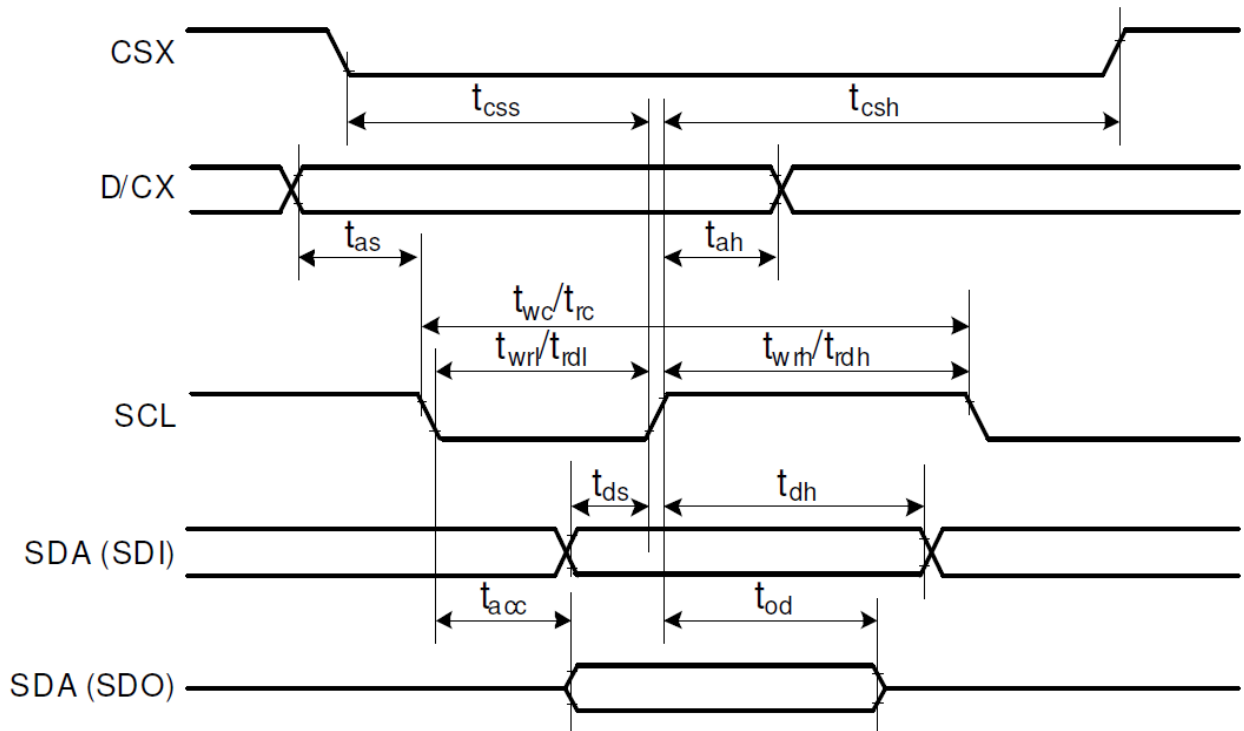 CSX
tcss
tcsh
D/CX
tas
tah
twc/trc
twrl/trdl
twrh/trdh
SCL
tds
tdh
SDA (SDI)
tacc
tod
SDA (SDO)